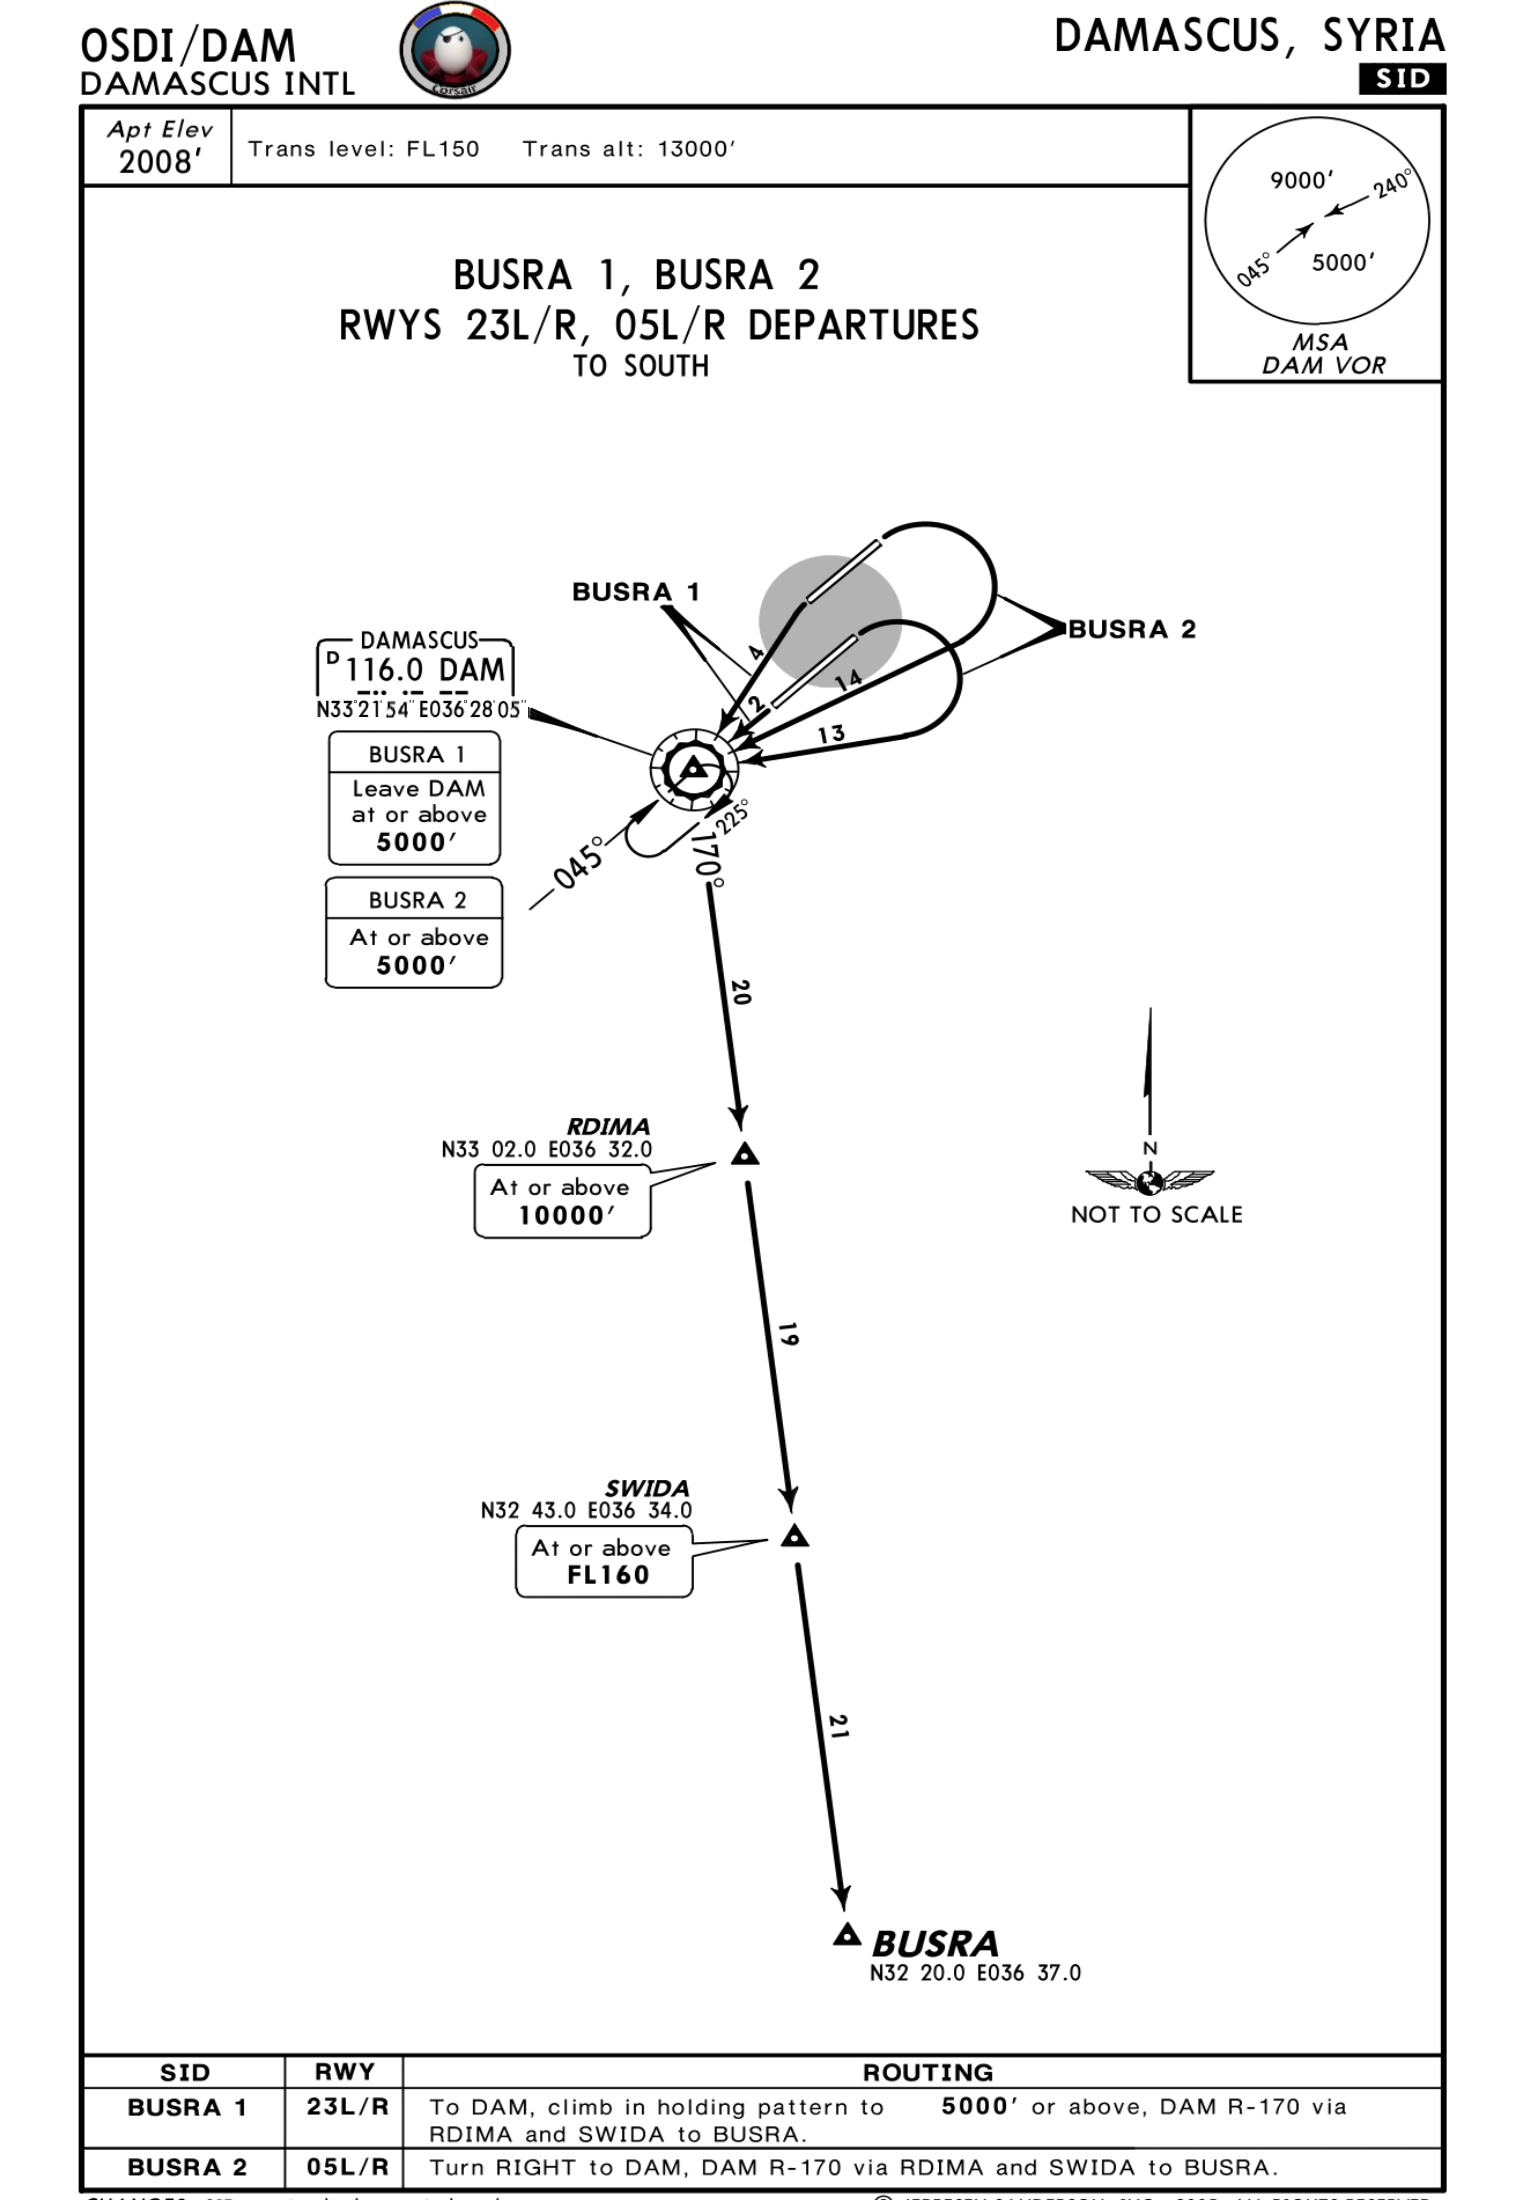 OSDI/DAM
DAMASCUS INTL
Corsair
DAMASCUS, SYRIA
SID
Apt Elev
2008'
Trans level: FL150 Trans alt: 13000'
9000'
240°
045°
5000'
MSA
DAM VOR
BUSRA 1, BUSRA 2
RWYS 23L/R, 05L/R DEPARTURES
TO SOUTH
BUSRA 1
BUSRA 2
4
2
14
13
DAMASCUS
D 116.0 DAM
N33°21'54" E036°28'05"
BUSRA 1
Leave DAM
at or above
5000'
BUSRA 2
At or above
5000'
045°
225°
170°
20
RDIMA
N33 02.0 E036 32.0
At or above
10000'
N
NOT TO SCALE
19
SWIDA
N32 43.0 E036 34.0
At or above
FL160
21
BUSRA
N32 20.0 E036 37.0
SID RWY ROUTING
BUSRA 1 23L/R To DAM, climb in holding pattern to 5000' or above, DAM R-170 via
RDIMA and SWIDA to BUSRA.
BUSRA 2 05L/R Turn RIGHT to DAM, DAM R-170 via RDIMA and SWIDA to BUSRA.